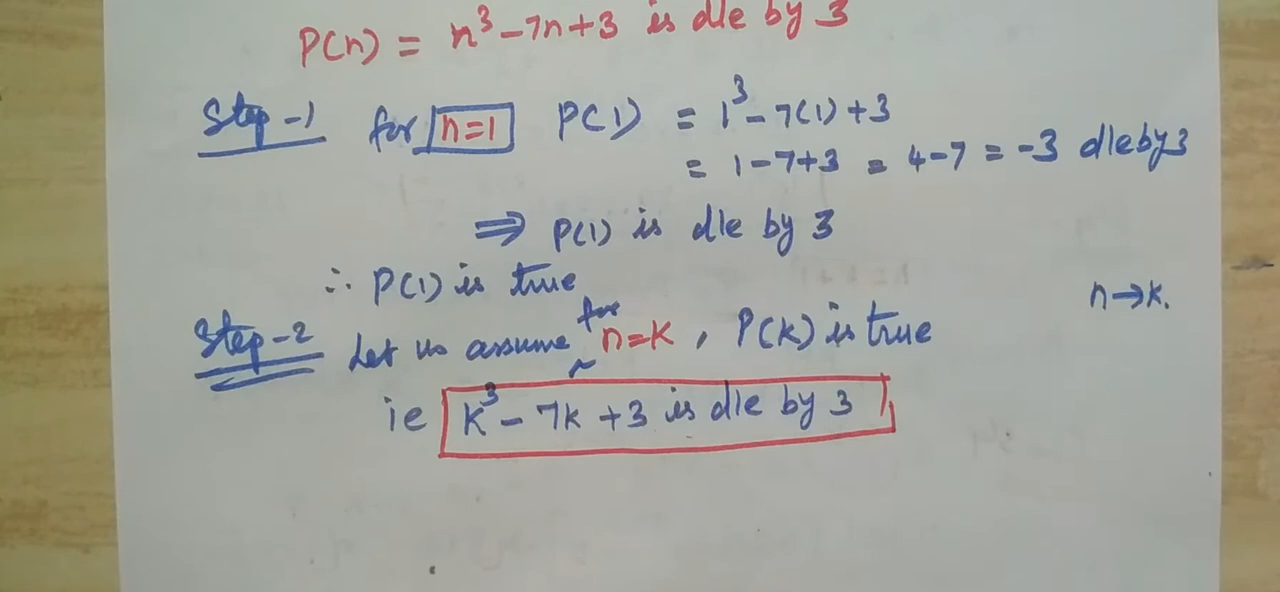 P(n) = n³ - 7n + 3 is dle by 3
Step-1 for n=1 P(1) = 1³ - 7(1) + 3
= 1 - 7 + 3 = 4 - 7 = -3 dle by 3
⇒ P(1) is dle by 3
∴ P(1) is true
n→k.
Step-2 Let us assume for n=k, P(k) is true
ie k³ - 7k + 3 is dle by 3